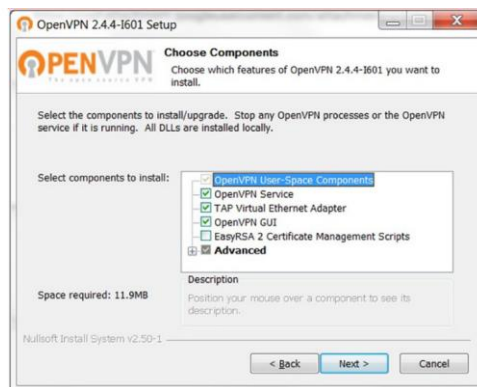 OpenVPN 2.4.4-I601 Setup
OPENVPN
The open source VPN
Choose Components
Choose which features of OpenVPN 2.4.4-I601 you want to
install.
Select the components to install/upgrade. Stop any OpenVPN processes or the OpenVPN
service if it is running. All DLLs are installed locally.
Select components to install:
OpenVPN User-Space Components
OpenVPN Service
TAP Virtual Ethernet Adapter
OpenVPN GUI
EasyRSA 2 Certificate Management Scripts
Advanced
Space required: 11.9MB
Description
Position your mouse over a component to see its
description.
Nullsoft Install System v2.50-1
< Back
Next >
Cancel